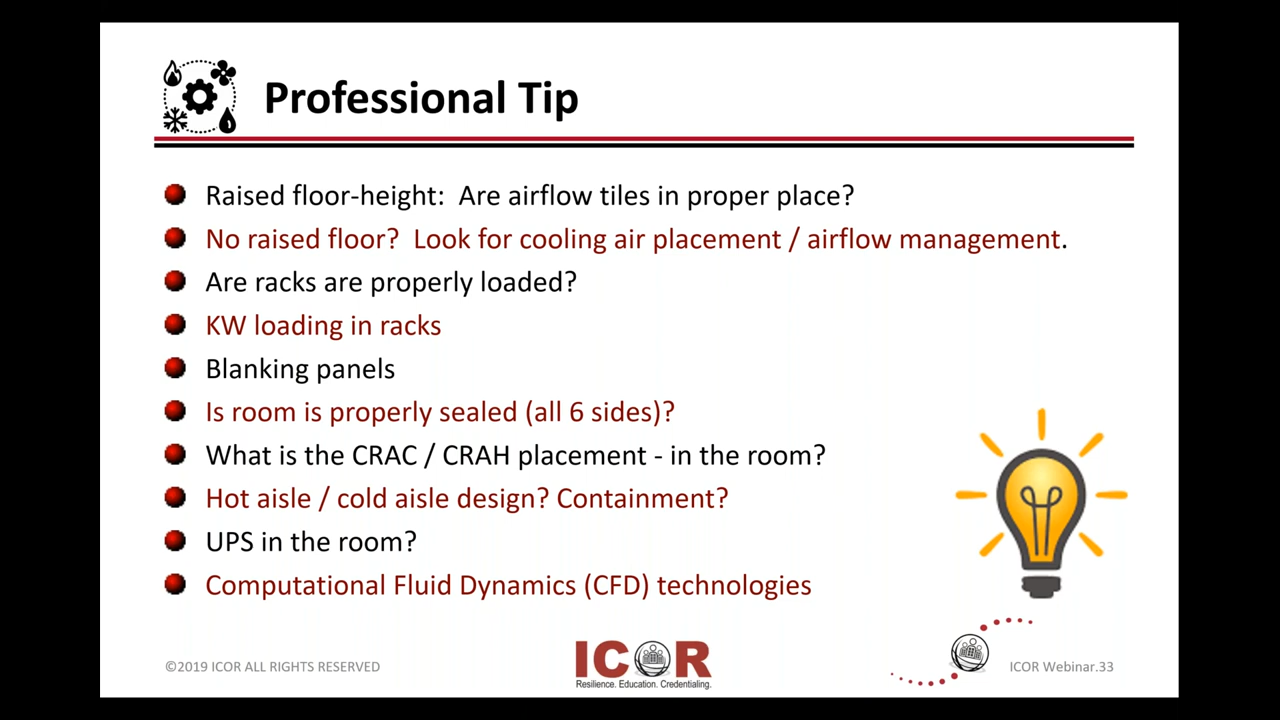 Professional Tip
Raised floor-height:  Are airflow tiles in proper place?
No raised floor?  Look for cooling air placement / airflow management.
Are racks are properly loaded?
KW loading in racks
Blanking panels
Is room is properly sealed (all 6 sides)?
What is the CRAC / CRAH placement - in the room?
Hot aisle / cold aisle design? Containment?
UPS in the room?
Computational Fluid Dynamics (CFD) technologies
©2019 ICOR ALL RIGHTS RESERVED
ICOR
Resilience. Education. Credentialing.
ICOR Webinar.33